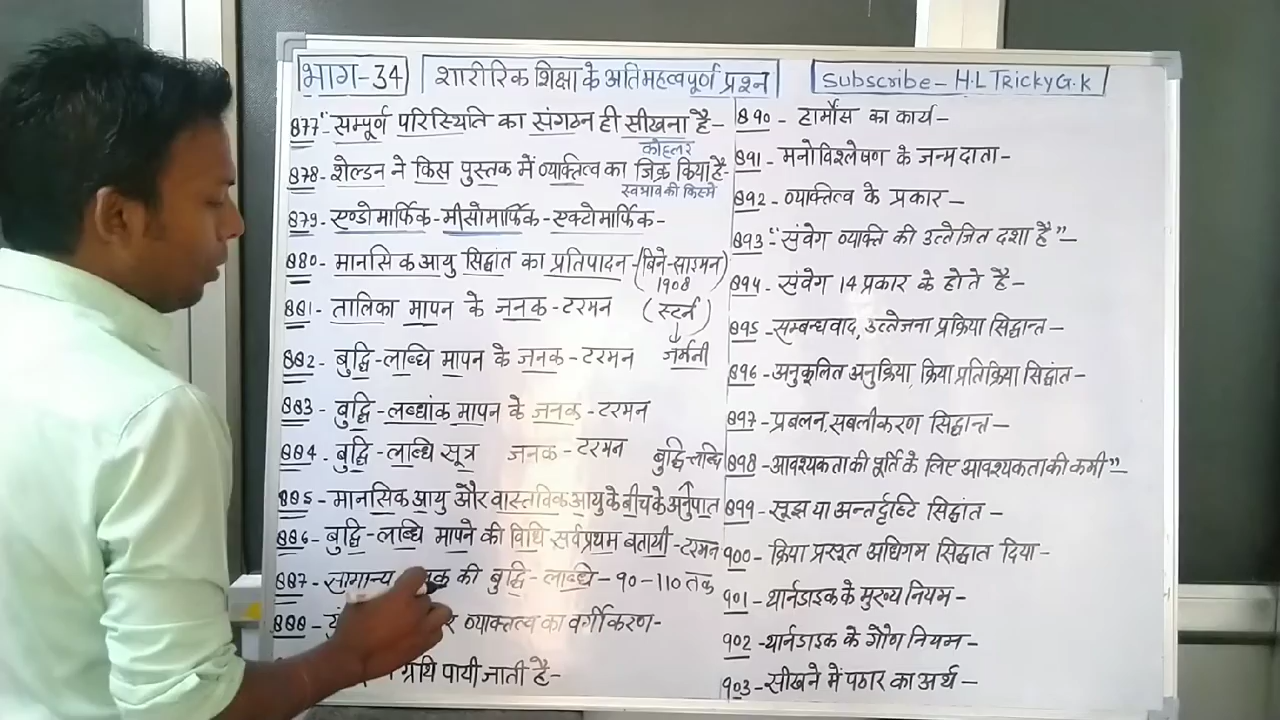 भाग-34
शारीरिक शिक्षा के अतिमहत्वपूर्ण प्रश्न
Subscribe- H.L TRICKY G.K
877-"सम्पूर्ण परिस्थिति का संगठन ही सीखना है-
कोहलर
878- शेल्डन ने किस पुस्तक में व्यक्तित्व का जिक्र किया है-
स्वभाव की किस्में
879- एण्डोमार्फिक-मीसोमार्फिक-एक्टोमार्फिक-
880- मानसिक आयु सिद्वांत का प्रतिपादन-(बिने-साइमन)
1908
881- तालिका मापन के जनक-टरमन (स्टर्न)
↓
जर्मनी
882- बुद्धि-लाब्धि मापन के जनक-टरमन
883- बुद्धि-लब्धांक मापन के जनक-टरमन
884- बुद्धि-लाब्धि सूत्र जनक-टरमन
बुद्धि-लब्धि
885- मानसिक आयु और वास्तविक आयु के बीच के अनुपात
886- बुद्धि-लब्धि मापने की विधि सर्वप्रथम बतायी-टरमन
887- सामान्य की बुद्धि-लाब्धि-90-110 तक
888- व्यक्तित्व का वर्गीकरण-
ग्रंथि पायी जाती है-
890- हार्मोंस का कार्य-
891- मनोविश्लेषण के जन्मदाता-
892- व्यक्तित्व के प्रकार-
893-"संवेग व्यक्ति की उत्तेजित दशा है"-
894- संवेग 14 प्रकार के होते है-
895-सम्बन्धवाद, उत्तेजना प्रक्रिया सिद्धान्त-
896-अनुकूलित अनुक्रिया, क्रिया प्रतिक्रिया सिद्वांत-
897-प्रबलन, सबलीकरण सिद्वान्त-
898-आवश्यकता की पूर्ति के लिए आवश्यकता की कमी"
899-सूझ या अन्तर्दृष्टि सिद्वांत-
900-क्रिया प्रसूत अधिगम सिद्वांत दिया-
901-थार्नडाइक के मुख्य नियम-
902-थार्नडाइक के गौण नियम-
903-सीखने में पठार का अर्थ-